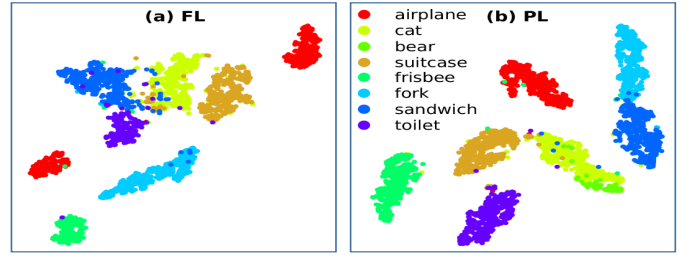 (a) FL
(b) PL
airplane
cat
bear
suitcase
frisbee
fork
sandwich
toilet